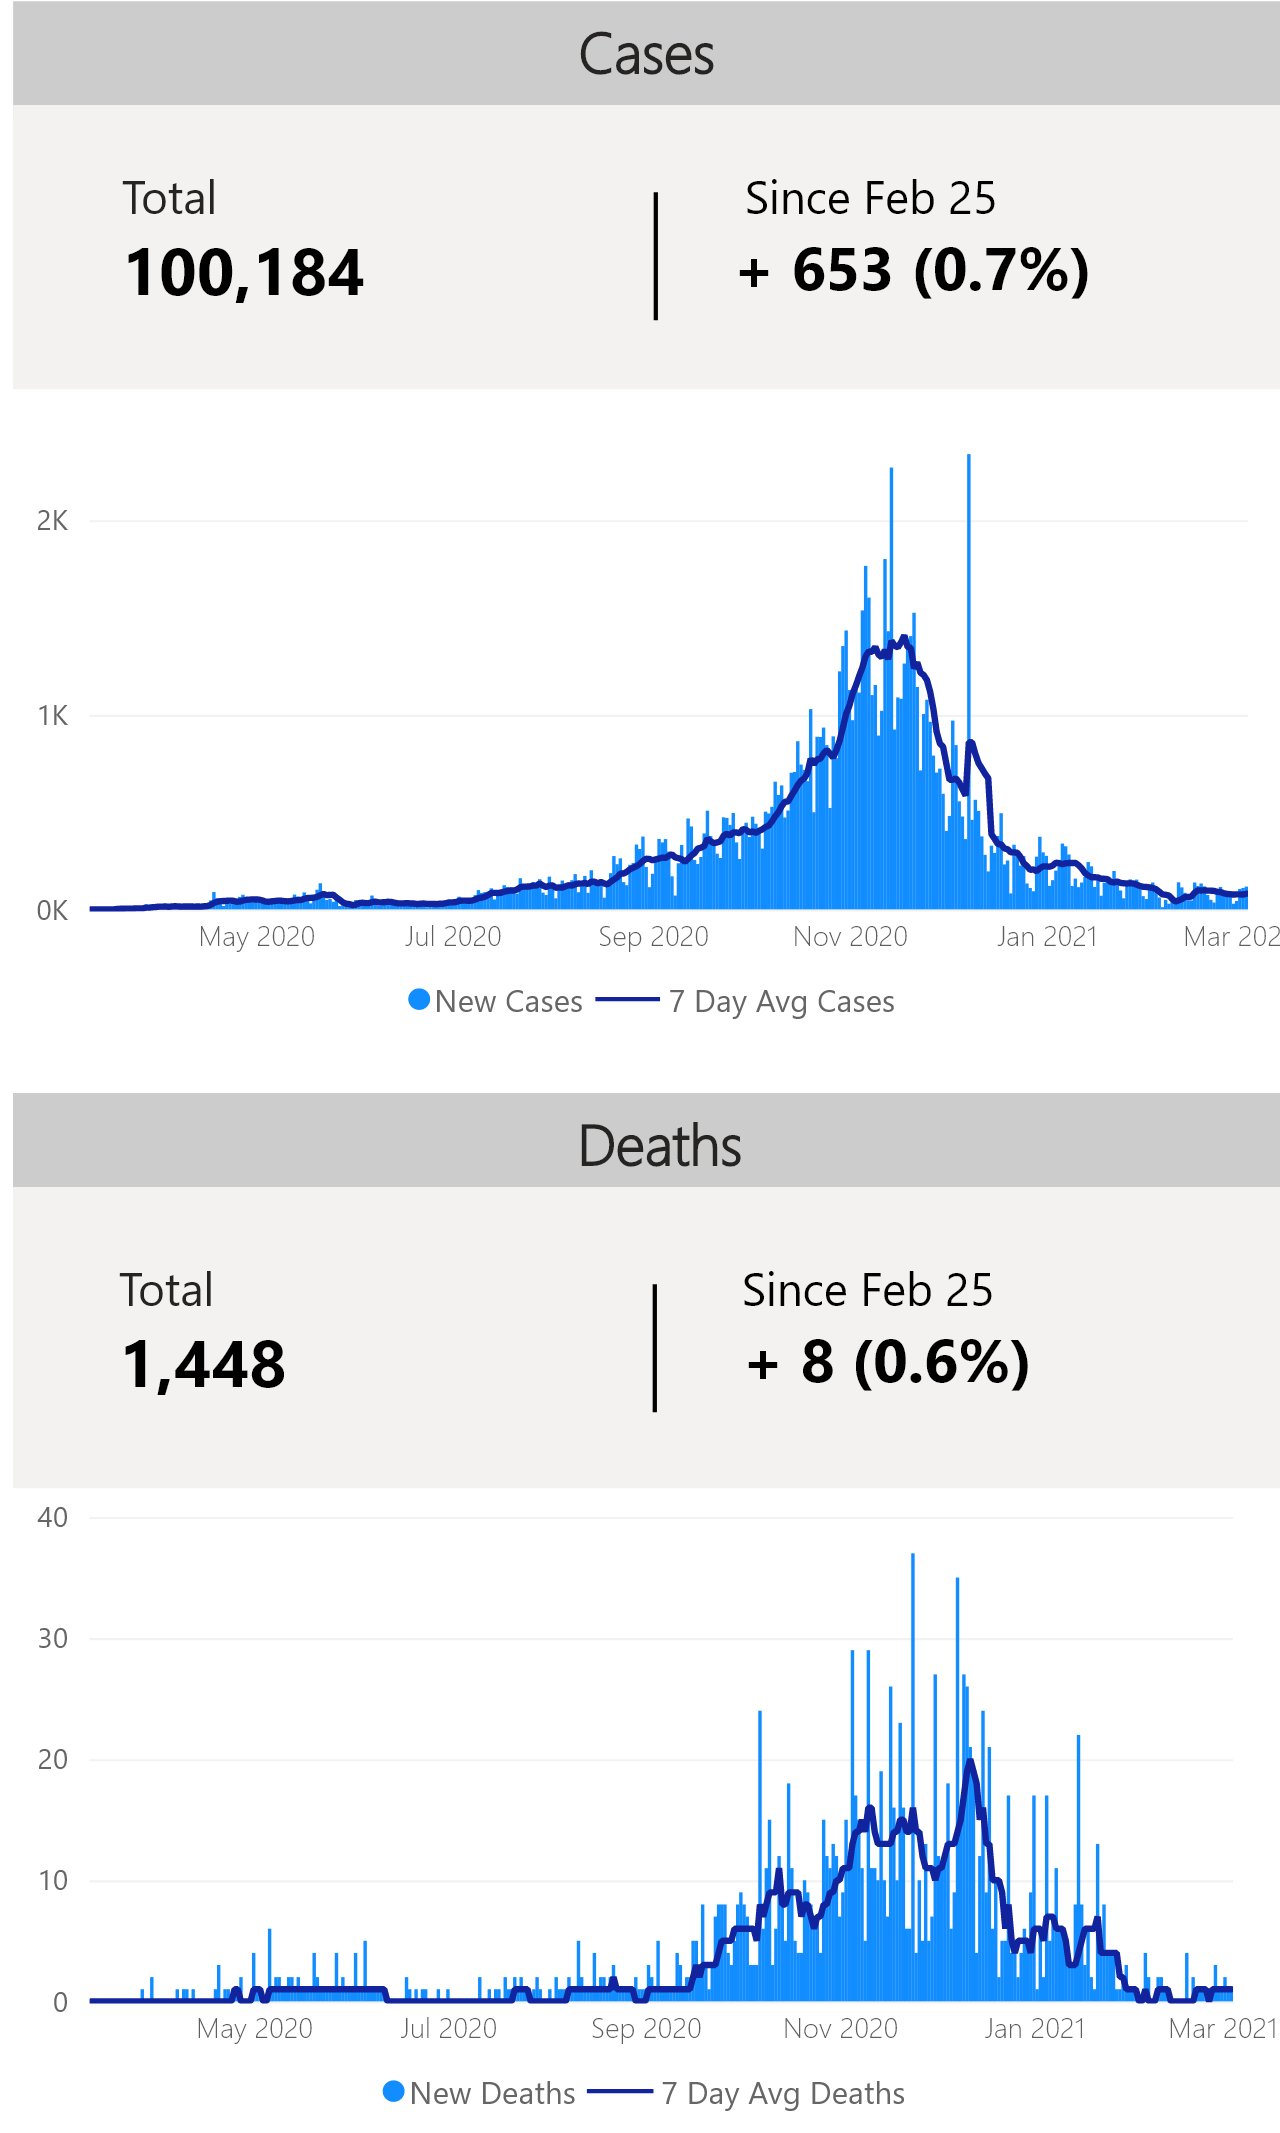 Cases
Total
Since Feb 25
100,184
+ 653 (0.7%)
2K
1K
0K
May 2020 Jul 2020 Sep 2020 Nov 2020 Jan 2021 Mar 202
New Cases 7 Day Avg Cases
Deaths
Total
Since Feb 25
1,448
+ 8 (0.6%)
40
30
20
10
0
May 2020 Jul 2020 Sep 2020 Nov 2020 Jan 2021 Mar 2021
New Deaths 7 Day Avg Deaths